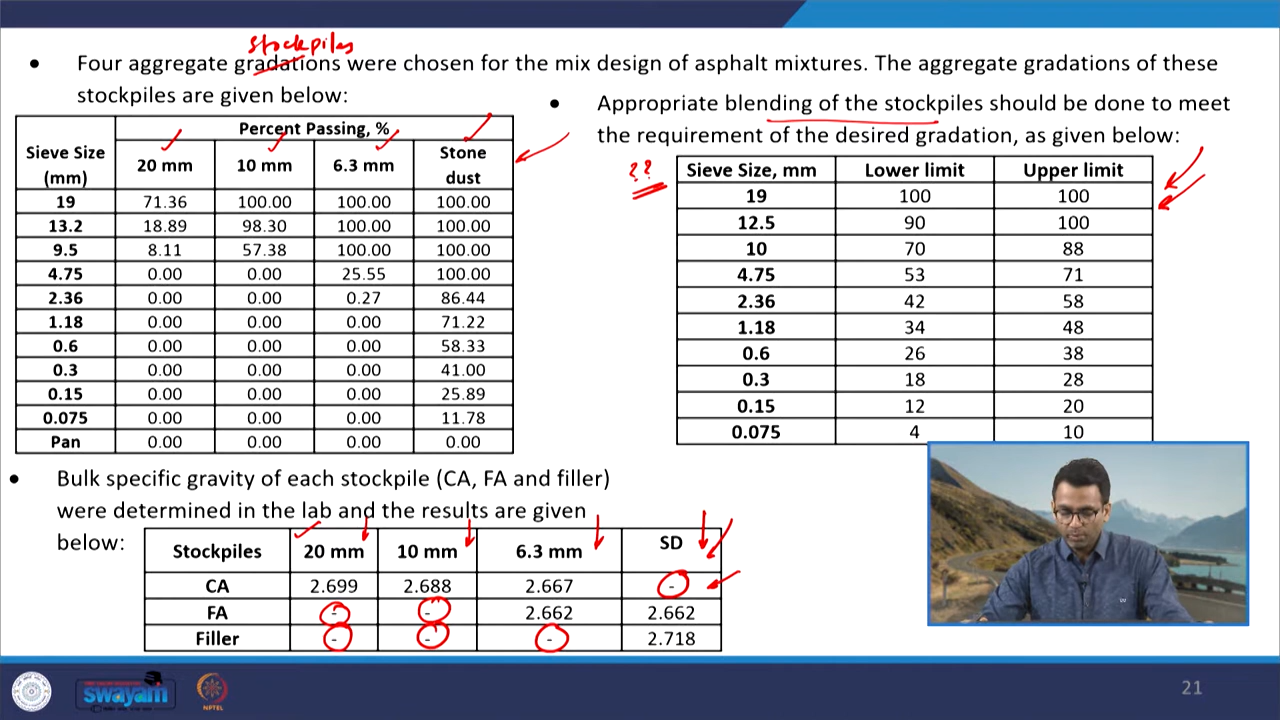 stockpiles
• Four aggregate gradations were chosen for the mix design of asphalt mixtures. The aggregate gradations of these
stockpiles are given below:
Sieve Size (mm) Percent Passing, %
20 mm 10 mm 6.3 mm Stone dust
19 71.36 100.00 100.00 100.00
13.2 18.89 98.30 100.00 100.00
9.5 8.11 57.38 100.00 100.00
4.75 0.00 0.00 25.55 100.00
2.36 0.00 0.00 0.27 86.44
1.18 0.00 0.00 0.00 71.22
0.6 0.00 0.00 0.00 58.33
0.3 0.00 0.00 0.00 41.00
0.15 0.00 0.00 0.00 25.89
0.075 0.00 0.00 0.00 11.78
Pan 0.00 0.00 0.00 0.00
• Appropriate blending of the stockpiles should be done to meet
the requirement of the desired gradation, as given below:
??
Sieve Size, mm Lower limit Upper limit
19 100 100
12.5 90 100
10 70 88
4.75 53 71
2.36 42 58
1.18 34 48
0.6 26 38
0.3 18 28
0.15 12 20
0.075 4 10
• Bulk specific gravity of each stockpile (CA, FA and filler)
were determined in the lab and the results are given
below:
Stockpiles 20 mm 10 mm 6.3 mm SD
CA 2.699 2.688 2.667 -
FA - - 2.662 2.662
Filler - - - 2.718
swayam
NPTEL
21